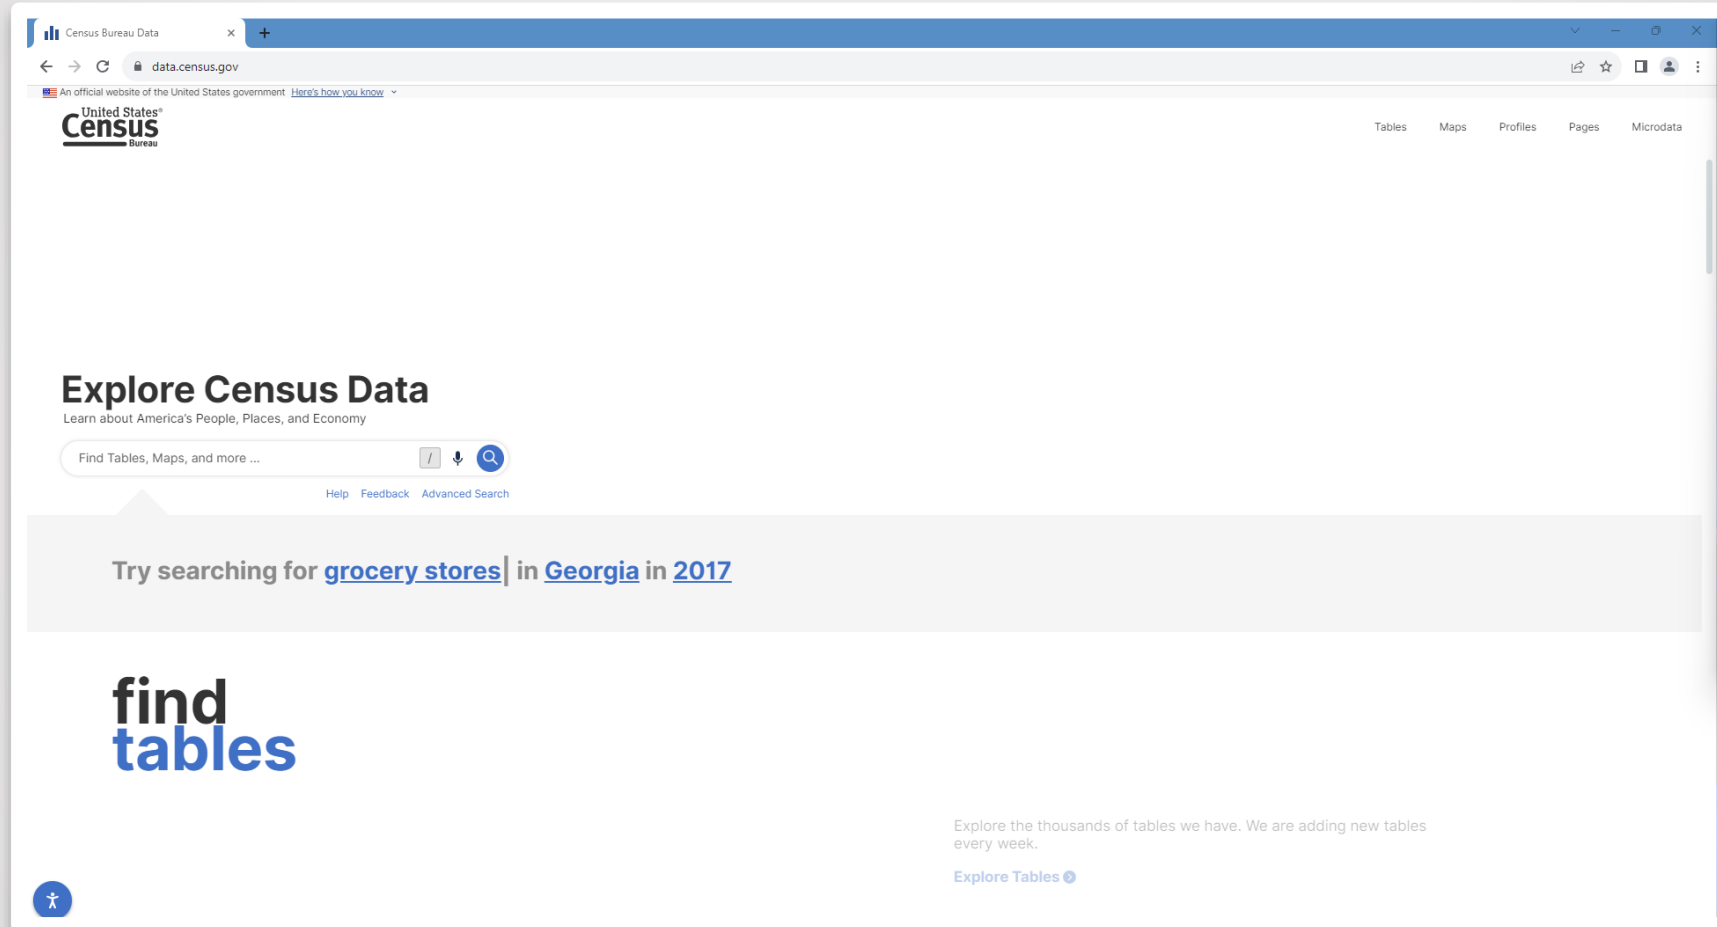 Census Bureau Data
data.census.gov
An official website of the United States government Here's how you know
United States®
Census
Bureau
Tables Maps Profiles Pages Microdata
Explore Census Data
Learn about America's People, Places, and Economy
Find Tables, Maps, and more ... /
Help Feedback Advanced Search
Try searching for grocery stores| in Georgia in 2017
find
tables
Explore the thousands of tables we have. We are adding new tables
every week.
Explore Tables